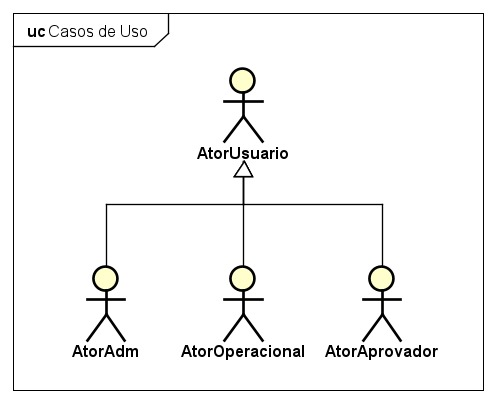 uc Casos de Uso
AtorUsuario
AtorAdm
AtorOperacional
AtorAprovador